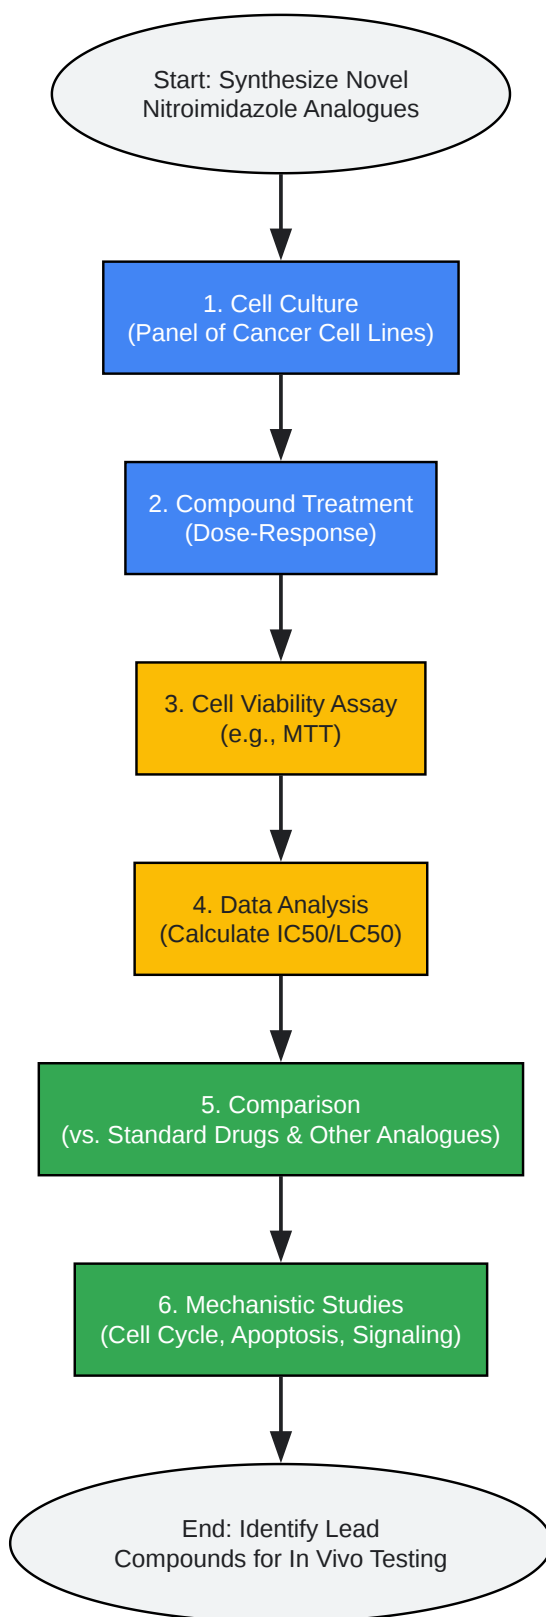 Start: Synthesize Novel
Nitroimidazole Analogues
1. Cell Culture
(Panel of Cancer Cell Lines)
2. Compound Treatment
(Dose-Response)
3. Cell Viability Assay
(e.g., MTT)
4. Data Analysis
(Calculate IC50/LC50)
5. Comparison
(vs. Standard Drugs & Other Analogues)
6. Mechanistic Studies
(Cell Cycle, Apoptosis, Signaling)
End: Identify Lead
Compounds for In Vivo Testing